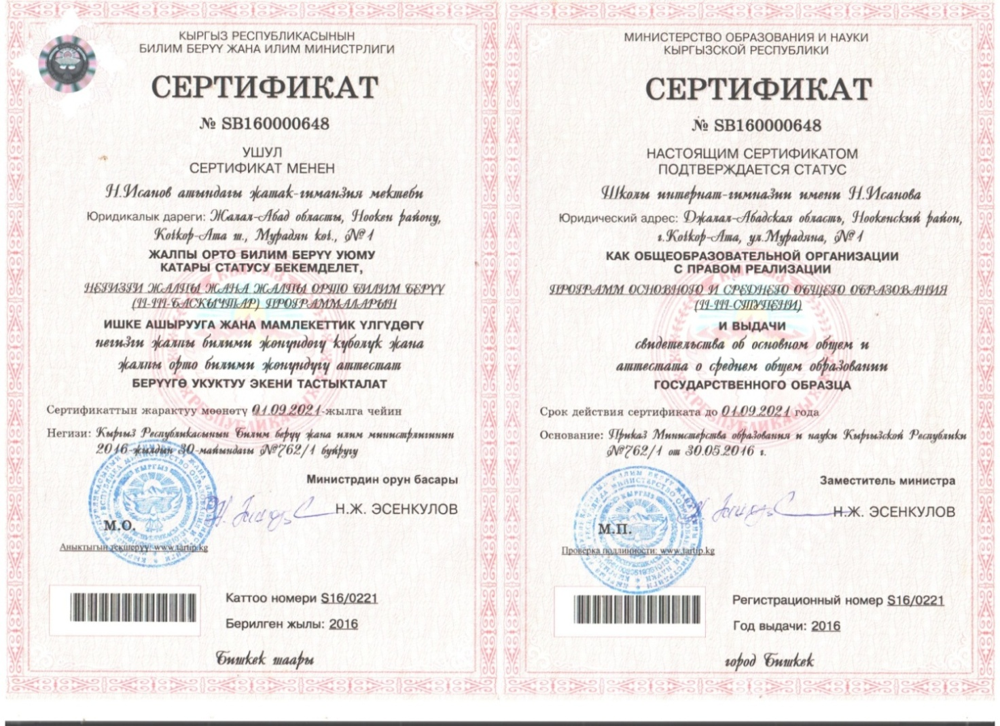 КЫРГЫЗ РЕСПУБЛИКАСЫНЫН
БИЛИМ БЕРҮҮ ЖАНА ИЛИМ МИНИСТРЛИГИ
СЕРТИФИКАТ
№ SB160000648
УШУЛ
СЕРТИФИКАТ МЕНЕН
Н.Исанов атындагы жатак-гиманзия мектеби
Юридикалык дареги: Жалал-Абад областы, Ноокен району,
Көчкөр-Ата ш., Мурадян көч., №1
ЖАЛПЫ ОРТО БИЛИМ БЕРҮҮ УЮМУ
КАТАРЫ СТАТУСУ БЕКЕМДЕЛЕТ,
НЕГИЗГИ ЖАЛПЫ ЖАНА ЖАЛПЫ ОРТО БИЛИМ БЕРҮҮ
(II-III-БАСКЫЧТАР) ПРОГРАММАЛАРЫН
ИШКЕ АШЫРУУГА ЖАНА МАМЛЕКЕТТИК ҮЛГҮДӨГҮ
негизги жалпы билими жөнүндөгү күбөлүк жана
жалпы орто билими жөнүндүгү аттестат
БЕРҮҮГӨ УКУКТУУ ЭКЕНИ ТАСТЫКТАЛАТ
Сертификаттын жарактуу мөөнөтү 01.09.2021-жылга чейин
Негизи: Кыргыз Республикасынын Билим берүү жана илим министрлигинин
2016-жылдын 30-майындагы №762/1 буйругу
Министрдин орун басары
Н.Ж. ЭСЕНКУЛОВ
М.О.
Аныктыгын текшерүү: www.tartip.kg
Каттоо номери S16/0221
Берилген жылы: 2016
Бишкек шаары
МИНИСТЕРСТВО ОБРАЗОВАНИЯ И НАУКИ
КЫРГЫЗСКОЙ РЕСПУБЛИКИ
СЕРТИФИКАТ
№ SB160000648
НАСТОЯЩИМ СЕРТИФИКАТОМ
ПОДТВЕРЖДАЕТСЯ СТАТУС
Школы интернат-гимназии имени Н.Исанова
Юридический адрес: Джалал-Абадская область, Ноокенский район,
г.Кочкор-Ата, ул.Мурадяна, №1
КАК ОБЩЕОБРАЗОВАТЕЛЬНОЙ ОРГАНИЗАЦИИ
С ПРАВОМ РЕАЛИЗАЦИИ
ПРОГРАММ ОСНОВНОГО И СРЕДНЕГО ОБЩЕГО ОБРАЗОВАНИЯ
(II-III-СТУПЕНИ)
И ВЫДАЧИ
свидетельства об основном общем и
аттестата о среднем общем образовании
ГОСУДАРСТВЕННОГО ОБРАЗЦА
Срок действия сертификата до 01.09.2021 года
Основание: Приказ Министерства образования и науки Кыргызской Республики
№762/1 от 30.05.2016 г.
Заместитель министра
Н.Ж. ЭСЕНКУЛОВ
М.П.
Проверка подлинности: www.tartip.kg
Регистрационный номер S16/0221
Год выдачи: 2016
город Бишкек